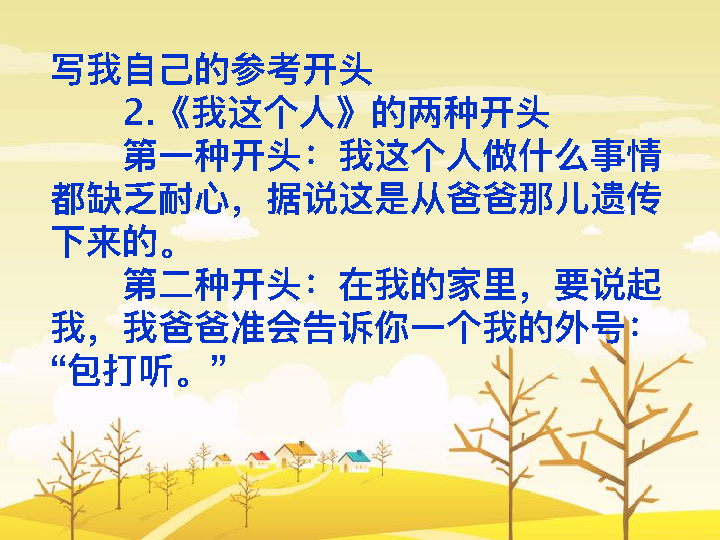 写我自己的参考开头
2.《我这个人》的两种开头
第一种开头：我这个人做什么事情
都缺乏耐心，据说这是从爸爸那儿遗传
下来的。
第二种开头：在我的家里，要说起
我，我爸爸准会告诉你一个我的外号：
“包打听。”